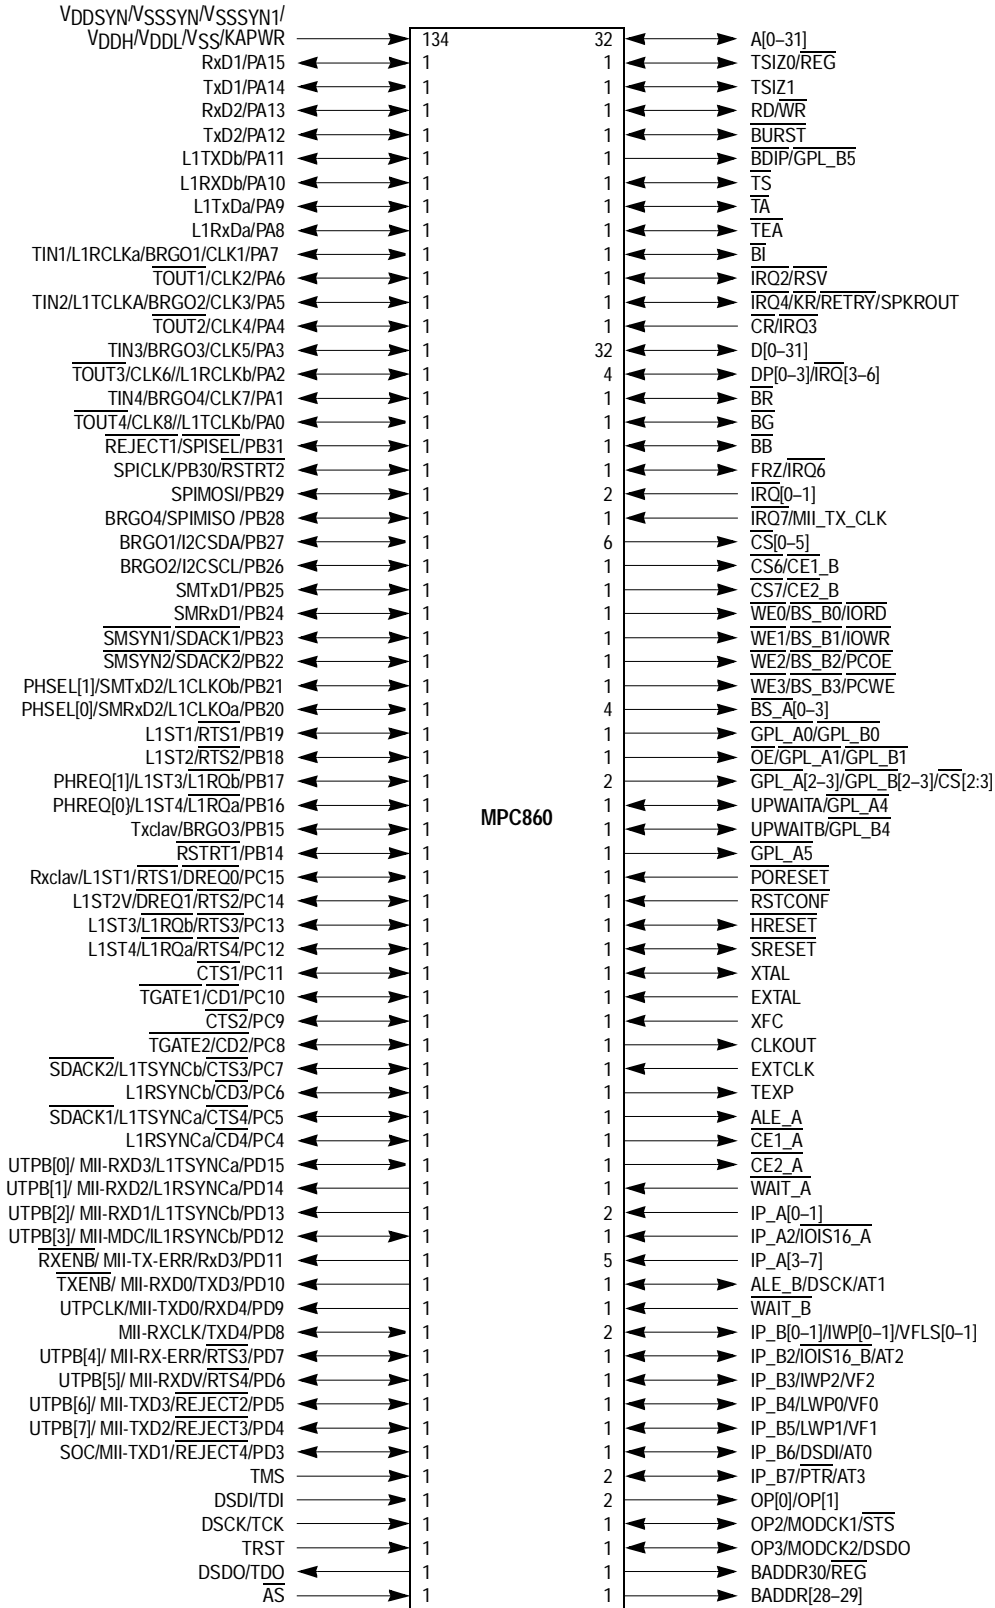 VDDSYN/VSSSYN/VSSSYN1/
VDDH/VDDL/VSS/KAPWR 134 32 A[0–31]
RxD1/PA15 1 1 TSIZ0/REG
TxD1/PA14 1 1 TSIZ1
RxD2/PA13 1 1 RD/WR
TxD2/PA12 1 1 BURST
L1TXDb/PA11 1 1 BDIP/GPL_B5
L1RXDb/PA10 1 1 TS
L1TxDa/PA9 1 1 TA
L1RxDa/PA8 1 1 TEA
TIN1/L1RCLKa/BRGO1/CLK1/PA7 1 1 BI
TOUT1/CLK2/PA6 1 1 IRQ2/RSV
TIN2/L1TCLKA/BRGO2/CLK3/PA5 1 1 IRQ4/KR/RETRY/SPKROUT
TOUT2/CLK4/PA4 1 1 CR/IRQ3
TIN3/BRGO3/CLK5/PA3 1 32 D[0–31]
TOUT3/CLK6//L1RCLKb/PA2 1 4 DP[0–3]/IRQ[3–6]
TIN4/BRGO4/CLK7/PA1 1 1 BR
TOUT4/CLK8//L1TCLKb/PA0 1 1 BG
REJECT1/SPISEL/PB31 1 1 BB
SPICLK/PB30/RSTRT2 1 1 FRZ/IRQ6
SPIMOSI/PB29 1 2 IRQ[0–1]
BRGO4/SPIMISO /PB28 1 1 IRQ7/MII_TX_CLK
BRGO1/I2CSDA/PB27 1 6 CS[0–5]
BRGO2/I2CSCL/PB26 1 1 CS6/CE1_B
SMTxD1/PB25 1 1 CS7/CE2_B
SMRxD1/PB24 1 1 WE0/BS_B0/IORD
SMSYN1/SDACK1/PB23 1 1 WE1/BS_B1/IOWR
SMSYN2/SDACK2/PB22 1 1 WE2/BS_B2/PCOE
PHSEL[1]/SMTxD2/L1CLKOb/PB21 1 1 WE3/BS_B3/PCWE
PHSEL[0]/SMRxD2/L1CLKOa/PB20 1 4 BS_A[0–3]
L1ST1/RTS1/PB19 1 1 GPL_A0/GPL_B0
L1ST2/RTS2/PB18 1 1 OE/GPL_A1/GPL_B1
PHREQ[1]/L1ST3/L1RQb/PB17 1 2 GPL_A[2–3]/GPL_B[2–3]/CS[2:3]
PHREQ[0}/L1ST4/L1RQa/PB16 1 1 UPWAITA/GPL_A4
MPC860
Txclav/BRGO3/PB15 1 1 UPWAITB/GPL_B4
RSTRT1/PB14 1 1 GPL_A5
Rxclav/L1ST1/RTS1/DREQ0/PC15 1 1 PORESET
L1ST2V/DREQ1/RTS2/PC14 1 1 RSTCONF
L1ST3/L1RQb/RTS3/PC13 1 1 HRESET
L1ST4/L1RQa/RTS4/PC12 1 1 SRESET
CTS1/PC11 1 1 XTAL
TGATE1/CD1/PC10 1 1 EXTAL
CTS2/PC9 1 1 XFC
TGATE2/CD2/PC8 1 1 CLKOUT
SDACK2/L1TSYNCb/CTS3/PC7 1 1 EXTCLK
L1RSYNCb/CD3/PC6 1 1 TEXP
SDACK1/L1TSYNCa/CTS4/PC5 1 1 ALE_A
L1RSYNCa/CD4/PC4 1 1 CE1_A
UTPB[0]/ MII-RXD3/L1TSYNCa/PD15 1 1 CE2_A
UTPB[1]/ MII-RXD2/L1RSYNCa/PD14 1 1 WAIT_A
UTPB[2]/ MII-RXD1/L1TSYNCb/PD13 1 2 IP_A[0–1]
UTPB[3]/ MII-MDC/lL1RSYNCb/PD12 1 1 IP_A2/IOIS16_A
RXENB/ MII-TX-ERR/RxD3/PD11 1 5 IP_A[3–7]
TXENB/ MII-RXD0/TXD3/PD10 1 1 ALE_B/DSCK/AT1
UTPCLK/MII-TXD0/RXD4/PD9 1 1 WAIT_B
MII-RXCLK/TXD4/PD8 1 2 IP_B[0–1]/IWP[0–1]/VFLS[0–1]
UTPB[4]/ MII-RX-ERR/RTS3/PD7 1 1 IP_B2/IOIS16_B/AT2
UTPB[5]/ MII-RXDV/RTS4/PD6 1 1 IP_B3/IWP2/VF2
UTPB[6]/ MII-TXD3/REJECT2/PD5 1 1 IP_B4/LWP0/VF0
UTPB[7]/ MII-TXD2/REJECT3/PD4 1 1 IP_B5/LWP1/VF1
SOC/MII-TXD1/REJECT4/PD3 1 1 IP_B6/DSDI/AT0
TMS 1 2 IP_B7/PTR/AT3
DSDI/TDI 1 2 OP[0]/OP[1]
DSCK/TCK 1 1 OP2/MODCK1/STS
TRST 1 1 OP3/MODCK2/DSDO
DSDO/TDO 1 1 BADDR30/REG
AS 1 1 BADDR[28–29]